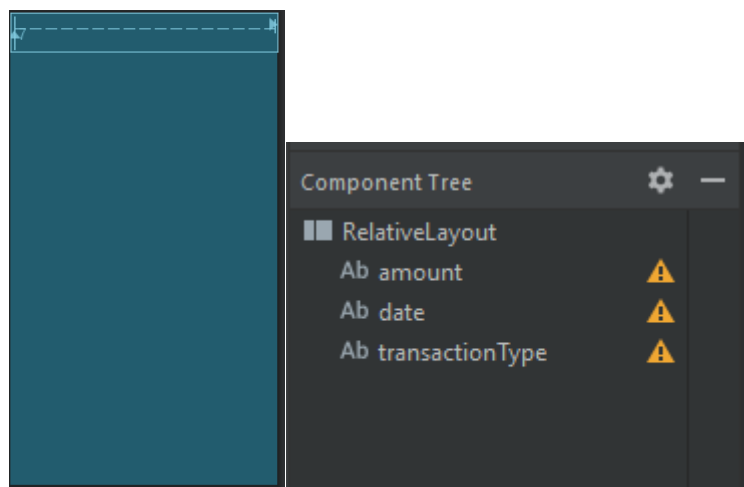 Component Tree
RelativeLayout
Ab amount
Ab date
Ab transactionType